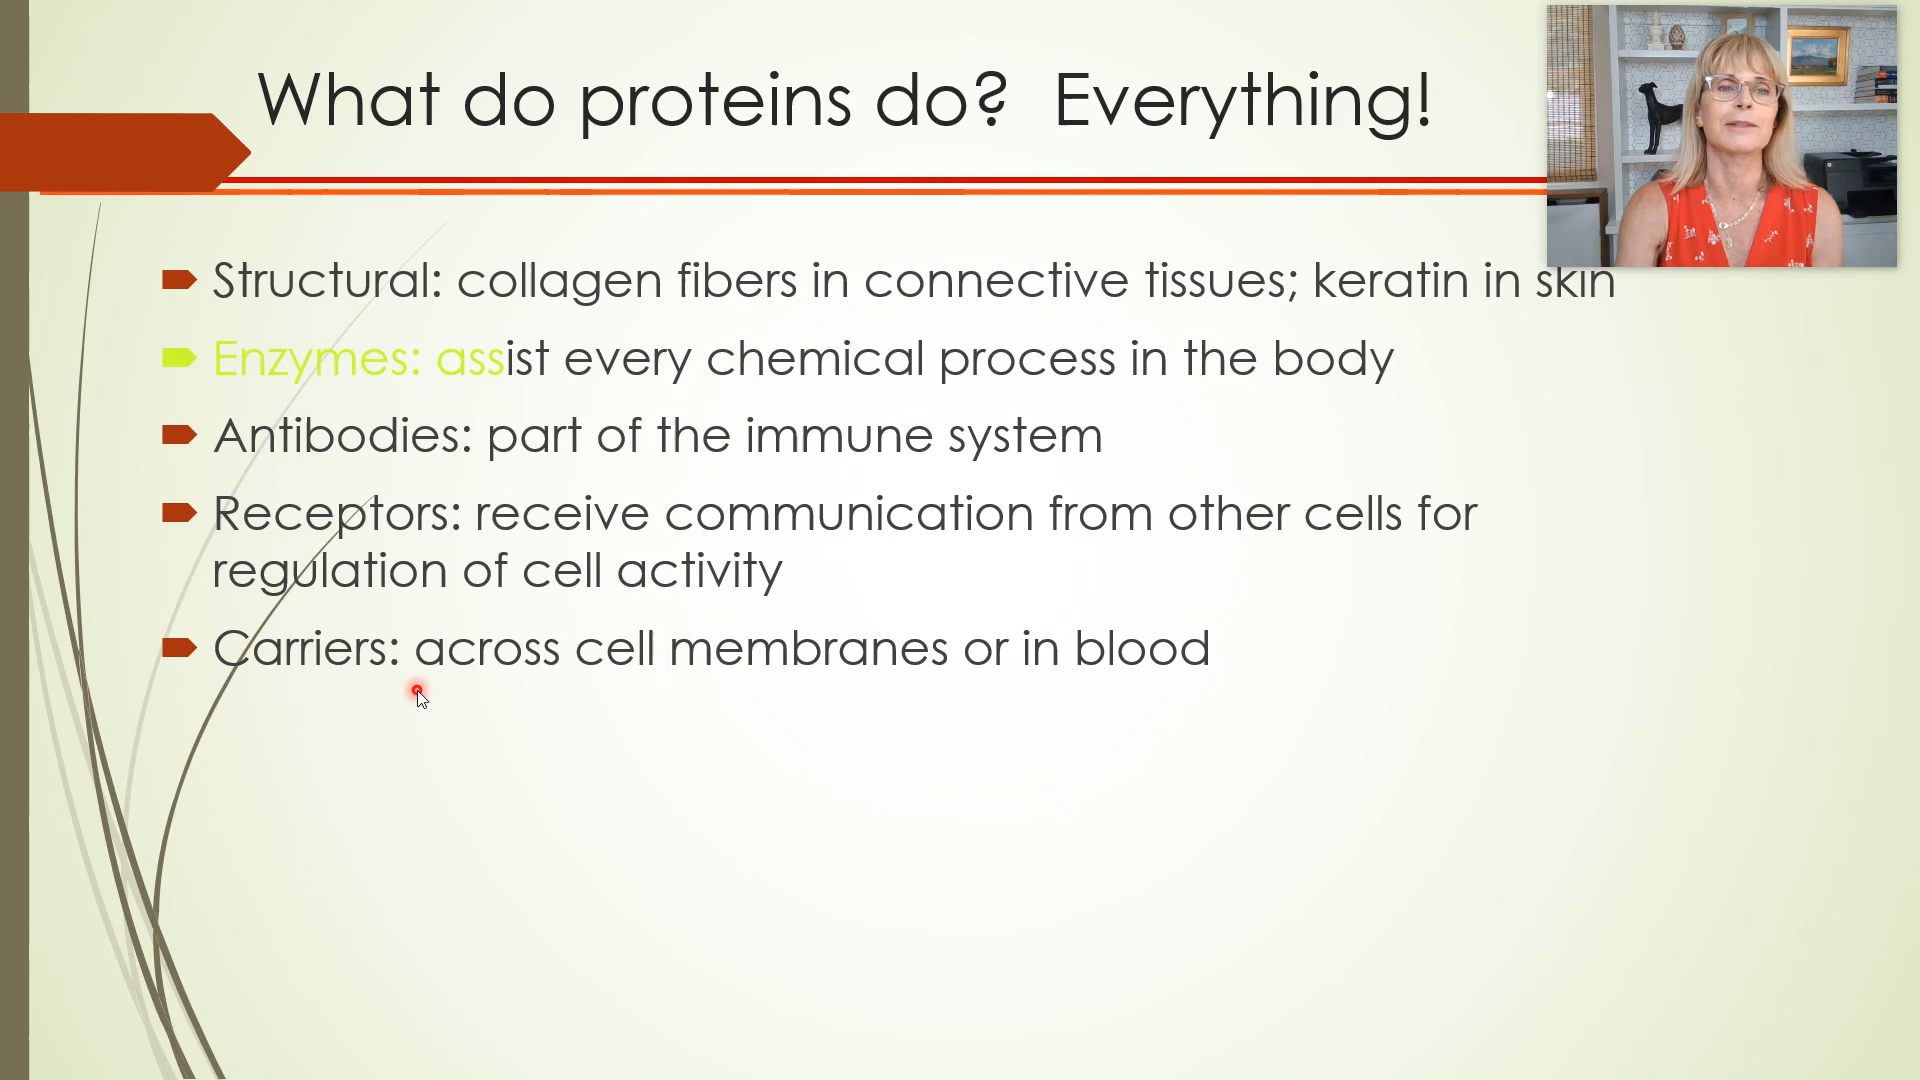 What do proteins do? Everything!
Structural: collagen fibers in connective tissues; keratin in skin
Enzymes: assist every chemical process in the body
Antibodies: part of the immune system
Receptors: receive communication from other cells for
regulation of cell activity
Carriers: across cell membranes or in blood